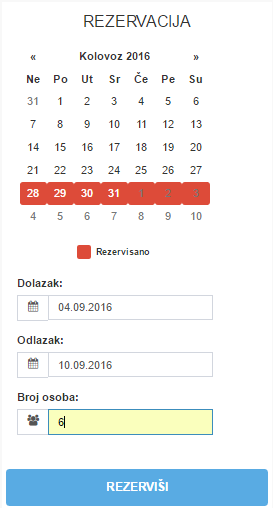 REZERVACIJA
« Kolovoz 2016 »
Ne Po Ut Sr Če Pe Su
31 1 2 3 4 5 6
7 8 9 10 11 12 13
14 15 16 17 18 19 20
21 22 23 24 25 26 27
28 29 30 31 1 2 3
4 5 6 7 8 9 10
Rezervisano
Dolazak:
04.09.2016
Odlazak:
10.09.2016
Broj osoba:
6
REZERVIŠI